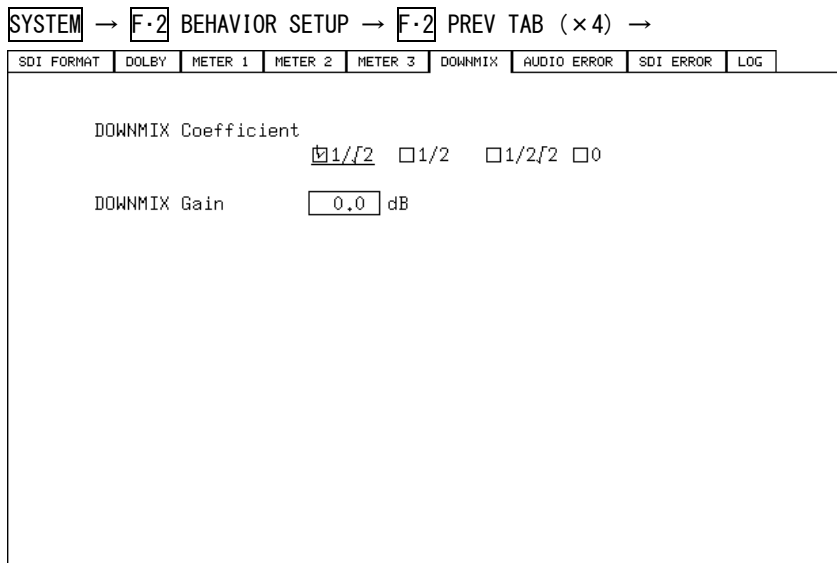 SYSTEM → F·2 BEHAVIOR SETUP → F·2 PREV TAB (×4) →
SDI FORMAT DOLBY METER 1 METER 2 METER 3 DOWNMIX AUDIO ERROR SDI ERROR LOG
DOWNMIX Coefficient
☑1/√2 □1/2 □1/2√2 □0
DOWNMIX Gain 0.0 dB